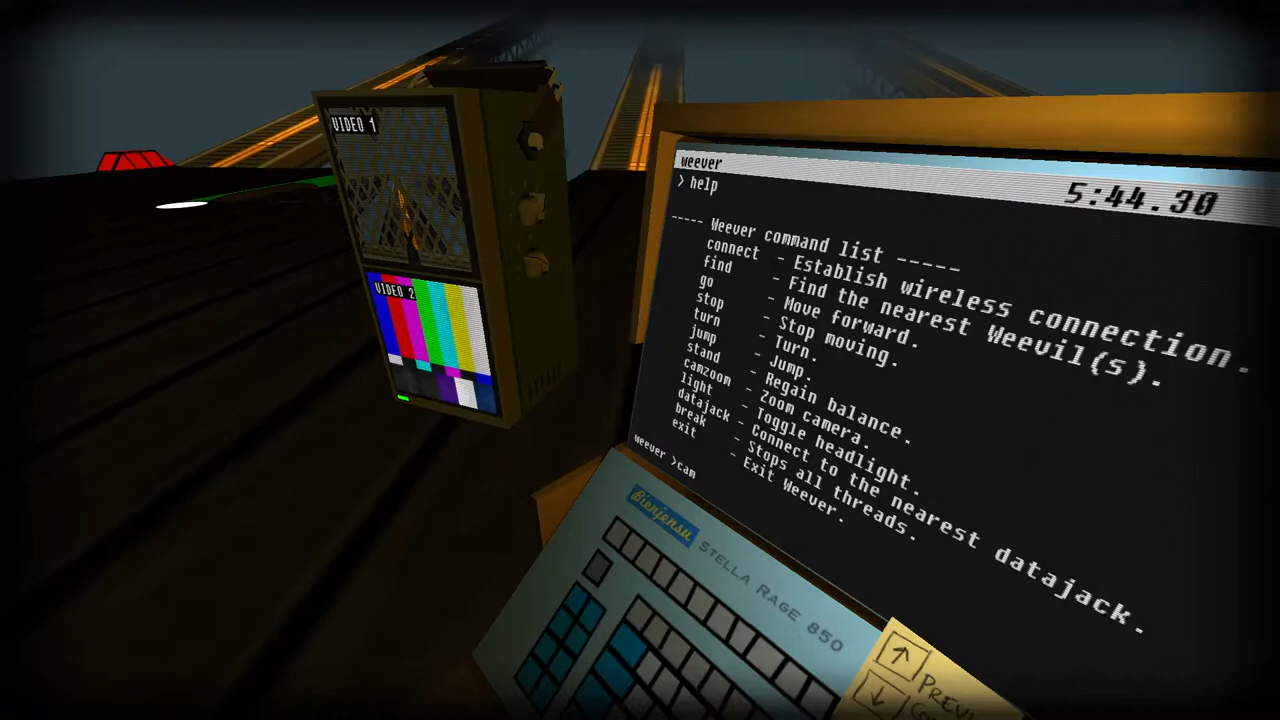 VIDEO 1
VIDEO 2
weever
5:44.30
> help
----- Weever command list -----
connect - Establish wireless connection.
find - Find the nearest Weevil(s).
go - Move forward.
stop - Stop moving.
turn - Turn.
jump - Jump.
stand - Regain balance.
camzoom - Zoom camera.
light - Toggle headlight.
datajack - Connect to the nearest datajack.
break - Stops all threads.
exit - Exit Weever.
weever >cam
Bienjensu
STELLA RAGE 850
↑
↓